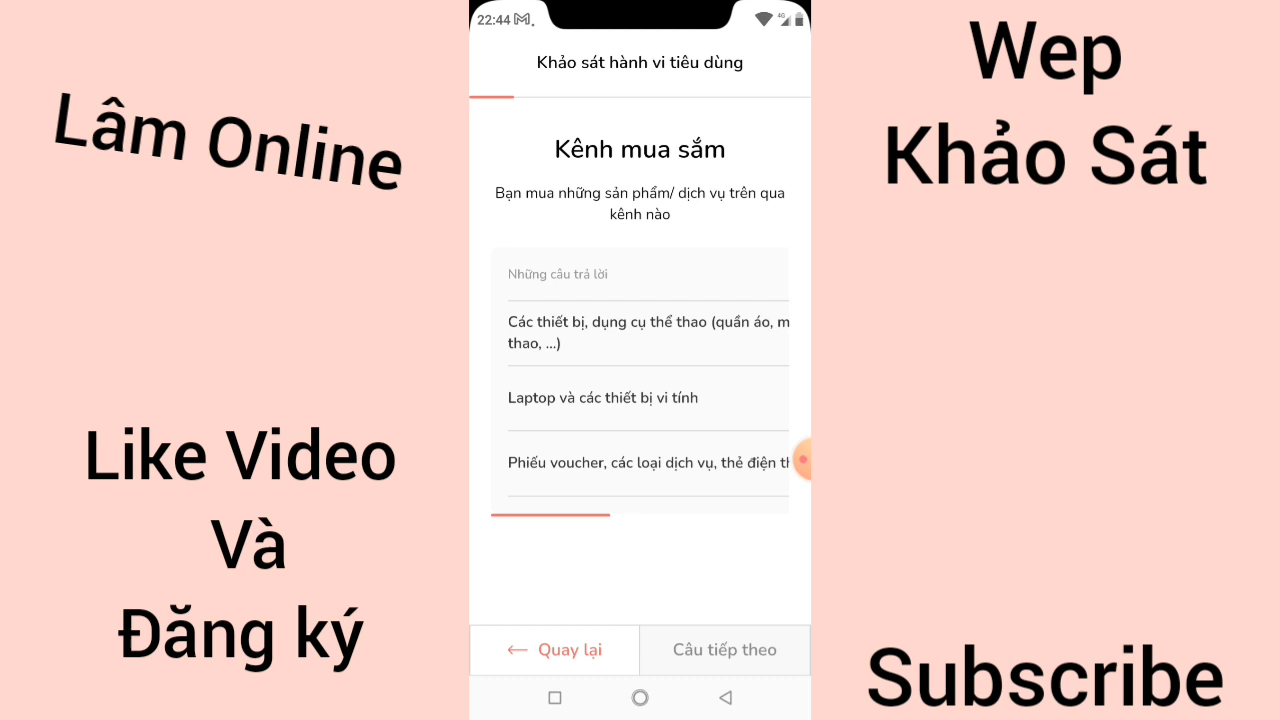 Lâm Online
Like Video
Và
Đăng ký
22:44
4G
Khảo sát hành vi tiêu dùng
Kênh mua sắm
Bạn mua những sản phẩm/ dịch vụ trên qua
kênh nào
Những câu trả lời
Các thiết bị, dụng cụ thể thao (quần áo, m
thao, ...)
Laptop và các thiết bị vi tính
Phiếu voucher, các loại dịch vụ, thẻ điện th
Quay lại
Câu tiếp theo
Wep
Khảo Sát
Subscribe